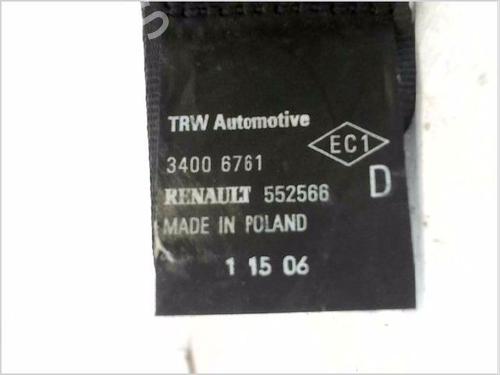 TRW Automotive
EC1
3400 6761
RENAULT 552566
D
MADE IN POLAND
1 15 06